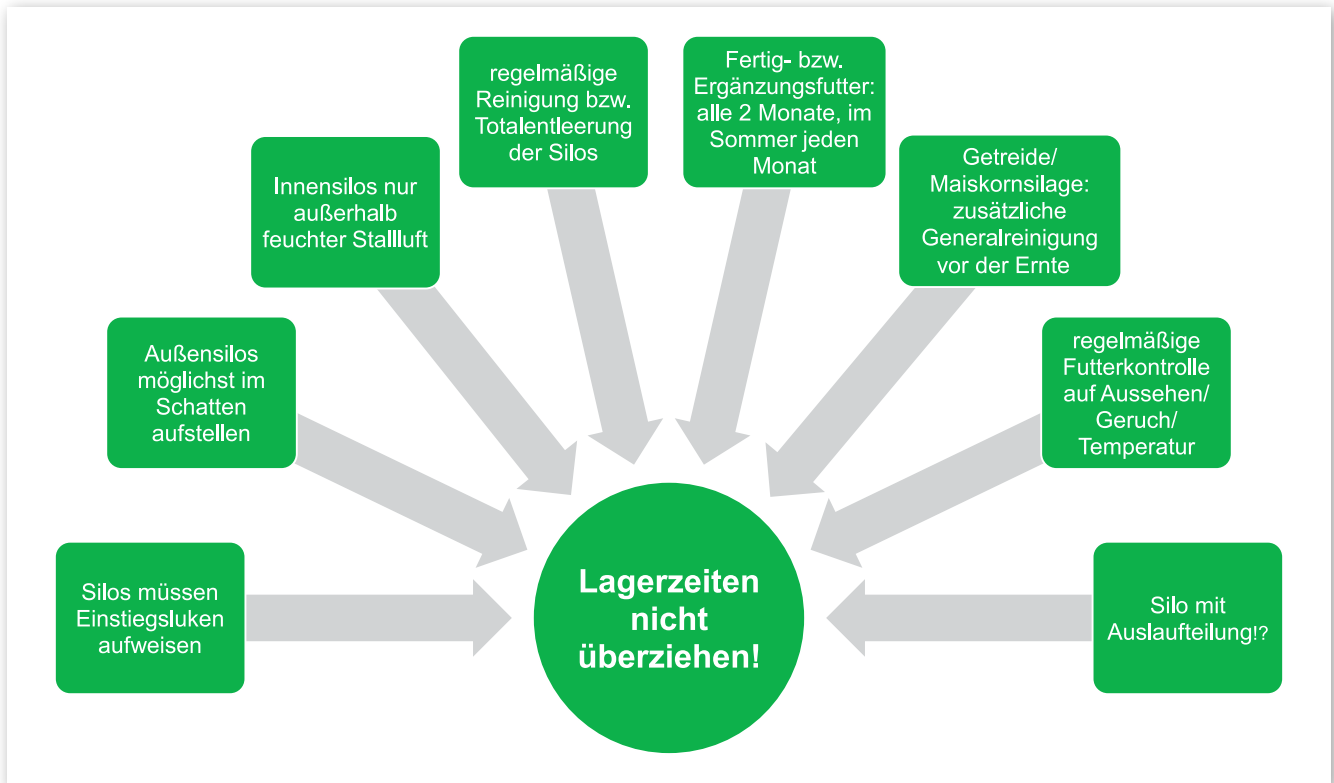 regelmäßige
Reinigung bzw.
Totalentleerung
der Silos
Fertig- bzw.
Ergänzungsfutter:
alle 2 Monate, im
Sommer jeden
Monat
Innensilos nur
außerhalb
feuchter Stallluft
Getreide/
Maiskornsilage:
zusätzliche
Generalreinigung
vor der Ernte
Außensilos
möglichst im
Schatten
aufstellen
regelmäßige
Futterkontrolle
auf Aussehen/
Geruch/
Temperatur
Silos müssen
Einstiegsluken
aufweisen
Lagerzeiten
nicht
überziehen!
Silo mit
Auslaufteilung!?